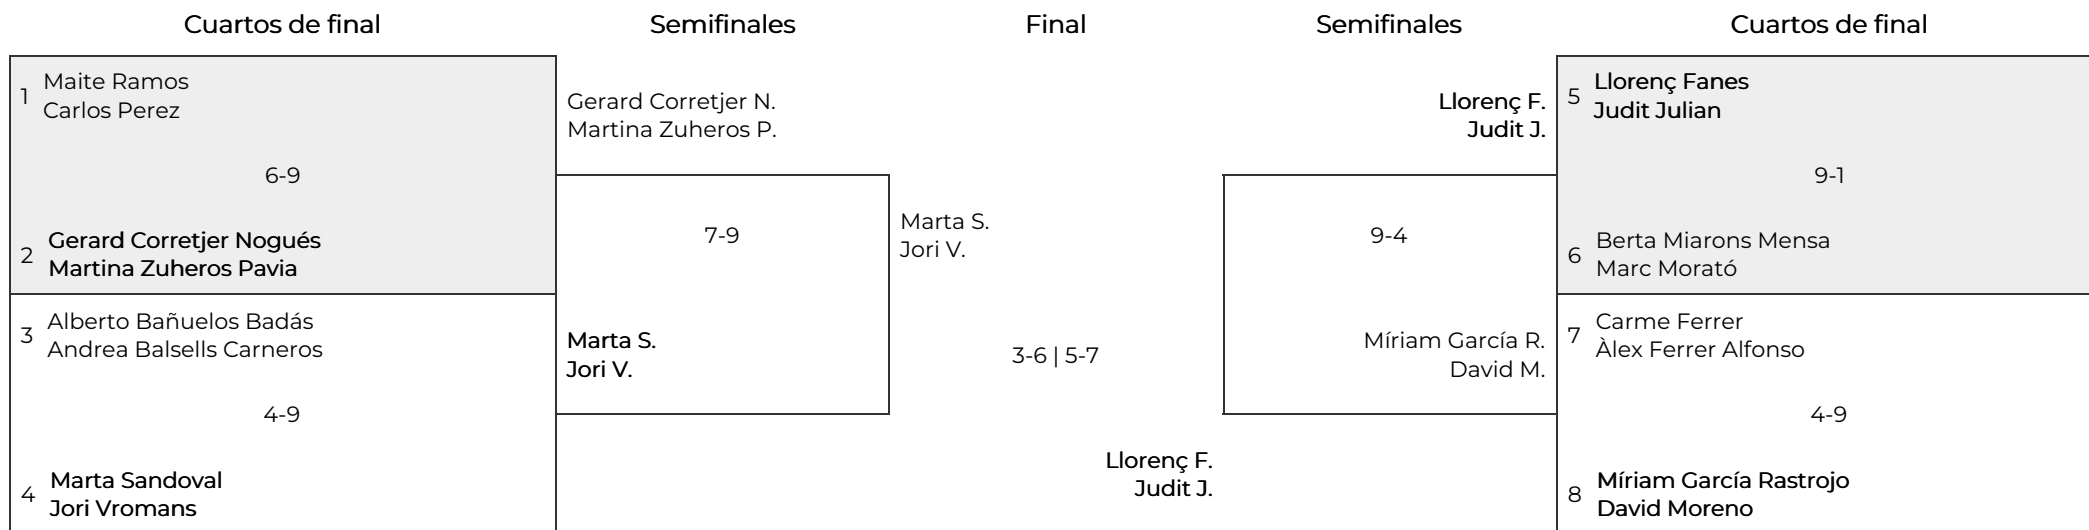 Cuartos de final
Semifinales
Final
Semifinales
Cuartos de final
1
Maite Ramos
Carlos Perez
6-9
2
Gerard Corretjer Nogués
Martina Zuheros Pavia
3
Alberto Bañuelos Badás
Andrea Balsells Carneros
4-9
4
Marta Sandoval
Jori Vromans
Gerard Corretjer N.
Martina Zuheros P.
7-9
Marta S.
Jori V.
Marta S.
Jori V.
3-6 | 5-7
Llorenç F.
Judit J.
Llorenç F.
Judit J.
9-4
Míriam García R.
David M.
5
Llorenç Fanes
Judit Julian
9-1
6
Berta Miarons Mensa
Marc Morató
7
Carme Ferrer
Àlex Ferrer Alfonso
4-9
8
Míriam García Rastrojo
David Moreno